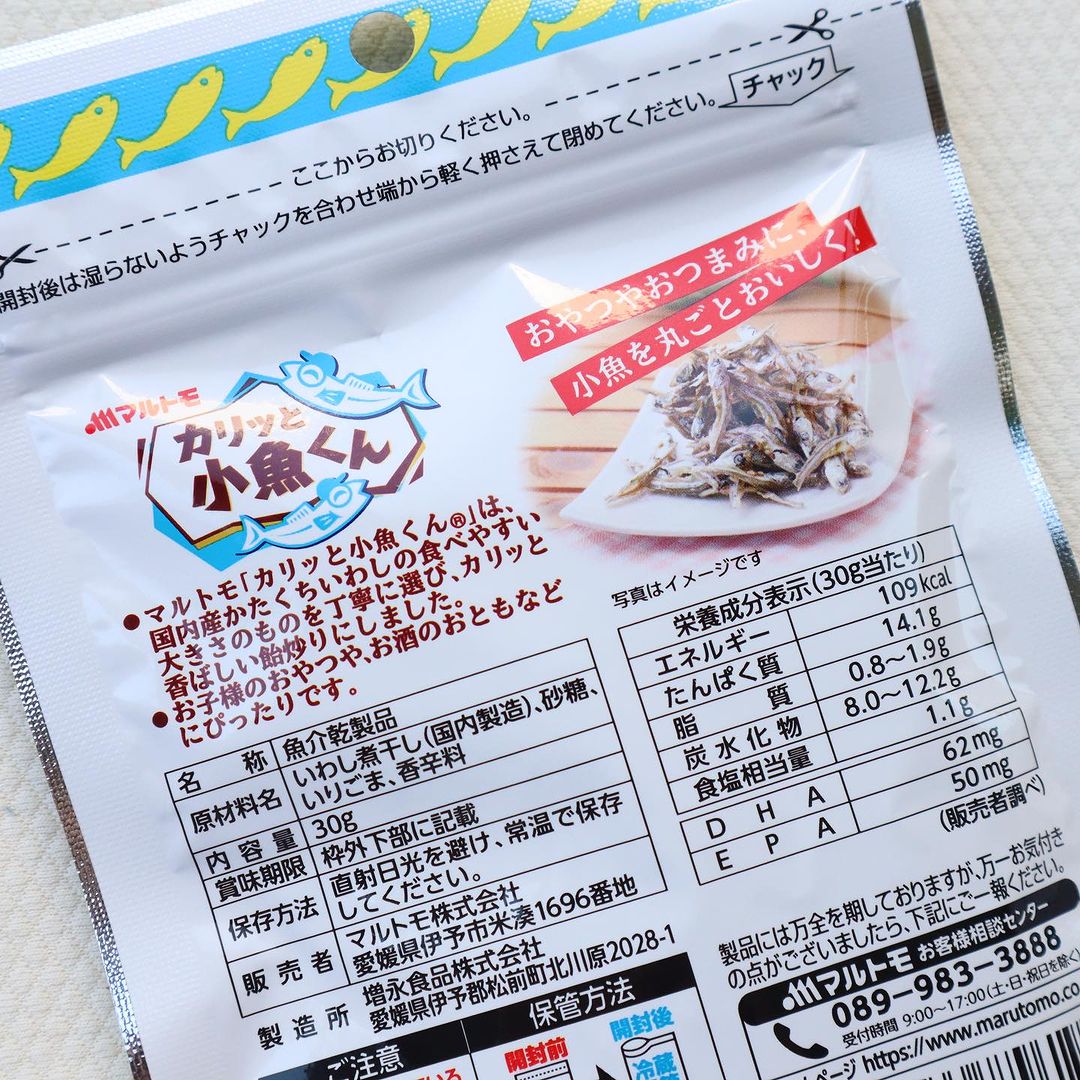 ここからお切りください。
開封後は湿らないようチャックを合わせ端から軽く押さえて閉めてください。
チャック
おやつやおつまみに、
小魚を丸ごとおいしく!
マルトモ
カリッと
小魚くん
●マルトモ「カリッと小魚くん®」は、
国内産かたくちいわしの食べやすい
大きさのものを丁寧に選び、カリッと
香ばしい飴炒りにしました。
●お子様のおやつや、お酒のおともなど
にぴったりです。
写真はイメージです
名称 魚介乾製品
原材料名 いわし煮干し(国内製造)、砂糖、
いりごま、香辛料
内容量 30g
賞味期限 枠外下部に記載
保存方法 直射日光を避け、常温で保存
してください。
販売者 マルトモ株式会社
愛媛県伊予市米湊1696番地
製造所 増永食品株式会社
愛媛県伊予郡松前町北川原2028-1
栄養成分表示(30g当たり)
エネルギー 109kcal
たんぱく質 14.1g
脂質 0.8〜1.9g
炭水化物 8.0〜12.2g
食塩相当量 1.1g
DHA 62mg
EPA 50mg
(販売者調べ)
製品には万全を期しておりますが、万一お気付き
の点がございましたら、下記にご一報ください。
マルトモ お客様相談センター
089-983-3888
受付時間 9:00〜17:00(土・日・祝日を除く)
ページ https://www.marutomo.co
ご注意
保管方法
開封前
開封後
冷蔵